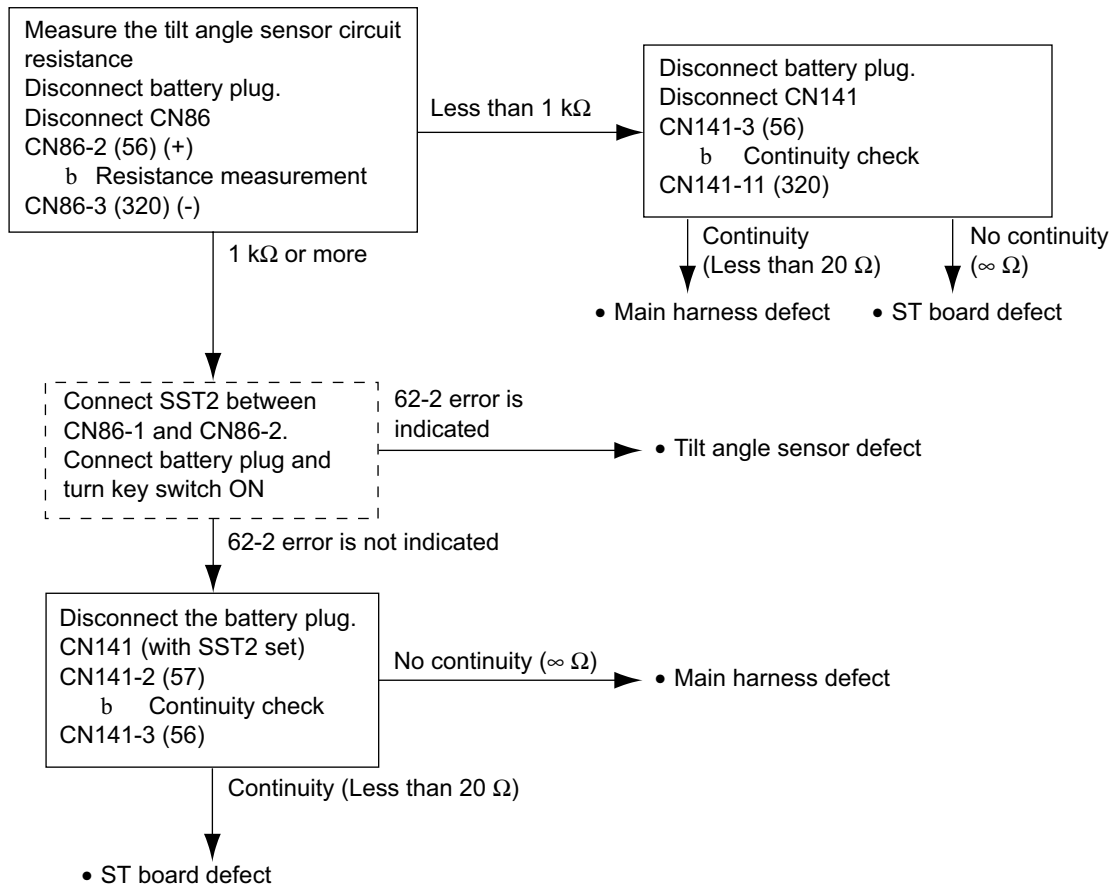 Measure the tilt angle sensor circuit
resistance
Disconnect battery plug.
Disconnect CN86
CN86-2 (56) (+)
b Resistance measurement
CN86-3 (320) (-)
Less than 1 kΩ
Disconnect battery plug.
Disconnect CN141
CN141-3 (56)
b Continuity check
CN141-11 (320)
1 kΩ or more
Continuity
(Less than 20 Ω)
No continuity
(∞ Ω)
• Main harness defect
• ST board defect
Connect SST2 between
CN86-1 and CN86-2.
Connect battery plug and
turn key switch ON
62-2 error is
indicated
• Tilt angle sensor defect
62-2 error is not indicated
Disconnect the battery plug.
CN141 (with SST2 set)
CN141-2 (57)
b Continuity check
CN141-3 (56)
No continuity (∞ Ω)
• Main harness defect
Continuity (Less than 20 Ω)
• ST board defect